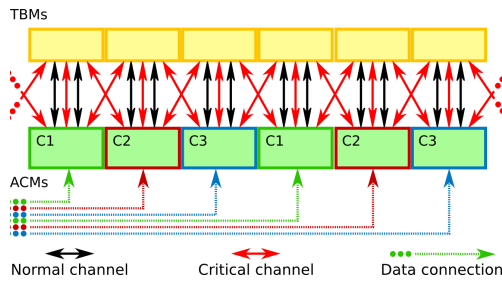 TBMs
C1 C2 C3 C1 C2 C3
ACMs
Normal channel Critical channel Data connection